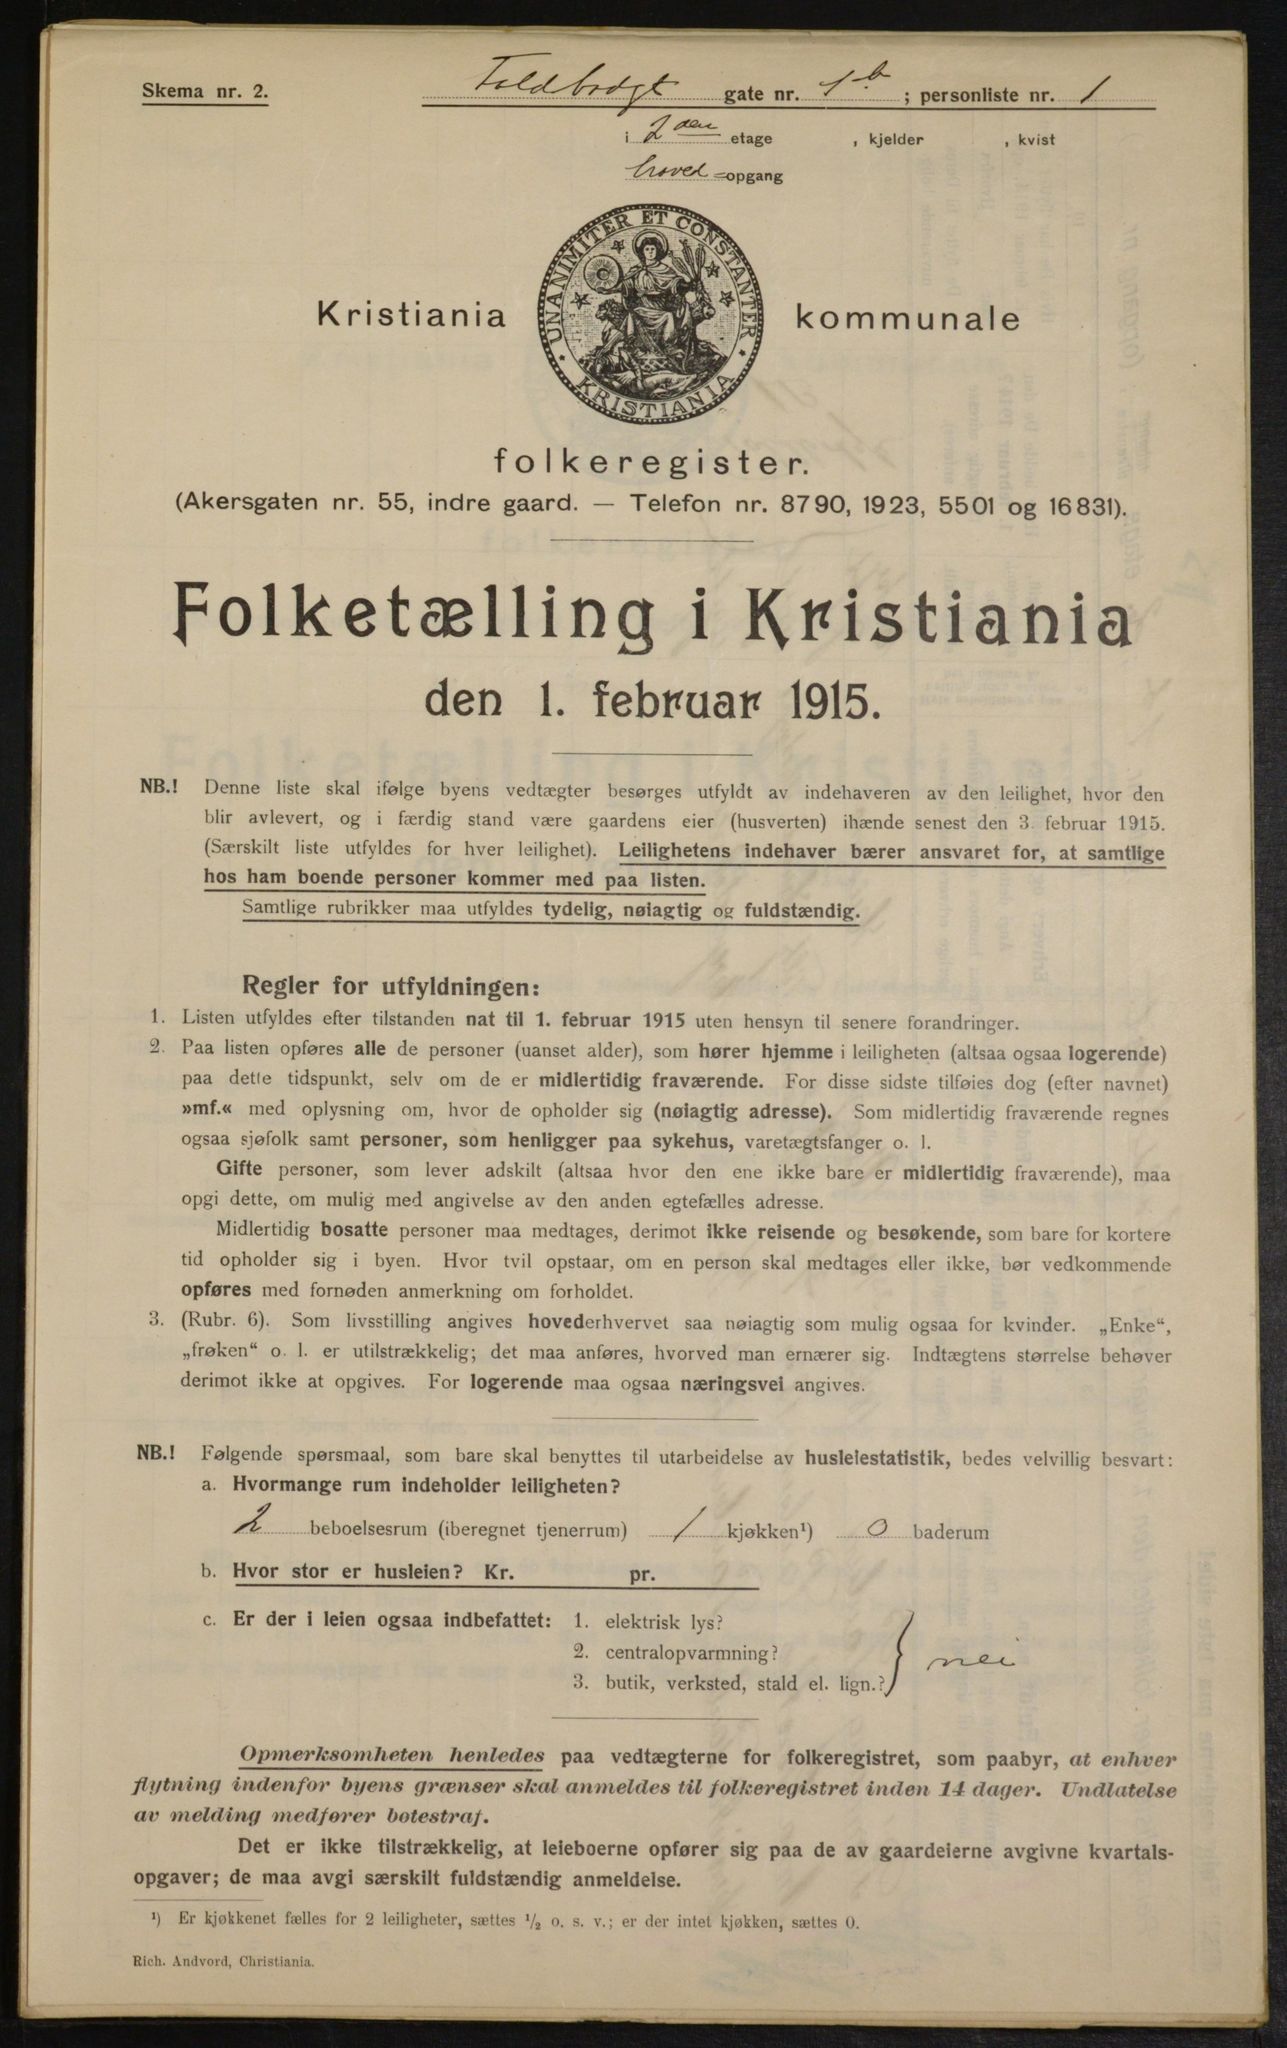 Skema nr. 2.
Toldbodgt gate nr. 1b ; personliste nr. 1
i 2den etage , kjelder , kvist
hoved=opgang
UNANIMITER ET CONSTANTER
KRISTIANIA
Kristiania kommunale
folkeregister.
(Akersgaten nr. 55, indre gaard. — Telefon nr. 8790, 1923, 5501 og 16831).
Folketælling i Kristiania
den 1. februar 1915.
NB.! Denne liste skal ifølge byens vedtægter besørges utfyldt av indehaveren av den leilighet, hvor den
blir avlevert, og i færdig stand være gaardens eier (husverten) ihænde senest den 3. februar 1915.
(Særskilt liste utfyldes for hver leilighet). Leilighetens indehaver bærer ansvaret for, at samtlige
hos ham boende personer kommer med paa listen.
Samtlige rubrikker maa utfyldes tydelig, nøiagtig og fuldstændig.
Regler for utfyldningen:
1. Listen utfyldes efter tilstanden nat til 1. februar 1915 uten hensyn til senere forandringer.
2. Paa listen opføres alle de personer (uanset alder), som hører hjemme i leiligheten (altsaa ogsaa logerende)
paa dette tidspunkt, selv om de er midlertidig fraværende. For disse sidste tilføies dog (efter navnet)
»mf.« med oplysning om, hvor de opholder sig (nøiagtig adresse). Som midlertidig fraværende regnes
ogsaa sjøfolk samt personer, som henligger paa sykehus, varetægtsfanger o. l.
Gifte personer, som lever adskilt (altsaa hvor den ene ikke bare er midlertidig fraværende), maa
opgi dette, om mulig med angivelse av den anden egtefælles adresse.
Midlertidig bosatte personer maa medtages, derimot ikke reisende og besøkende, som bare for kortere
tid opholder sig i byen. Hvor tvil opstaar, om en person skal medtages eller ikke, bør vedkommende
opføres med fornøden anmerkning om forholdet.
3. (Rubr. 6). Som livsstilling angives hovederhvervet saa nøiagtig som mulig ogsaa for kvinder. „Enke“,
„frøken“ o. l. er utilstrækkelig; det maa anføres, hvorved man ernærer sig. Indtægtens størrelse behøver
derimot ikke at opgives. For logerende maa ogsaa næringsvei angives.
NB.! Følgende spørsmaal, som bare skal benyttes til utarbeidelse av husleiestatistik, bedes velvillig besvart:
a. Hvormange rum indeholder leiligheten?
2 beboelsesrum (iberegnet tjenerrum) 1 kjøkken¹) 0 baderum
b. Hvor stor er husleien? Kr. pr.
c. Er der i leien ogsaa indbefattet: 1. elektrisk lys?
2. centralopvarmning?
3. butik, verksted, stald el. lign.? } nei
Opmerksomheten henledes paa vedtægterne for folkeregistret, som paabyr, at enhver
flytning indenfor byens grænser skal anmeldes til folkeregistret inden 14 dager. Undlatelse
av melding medfører botestraf.
Det er ikke tilstrækkelig, at leieboerne opfører sig paa de av gaardeierne avgivne kvartals-
opgaver; de maa avgi særskilt fuldstændig anmeldelse.
¹) Er kjøkkenet fælles for 2 leiligheter, sættes ½ o. s. v.; er der intet kjøkken, sættes 0.
Rich. Andvord, Christiania.